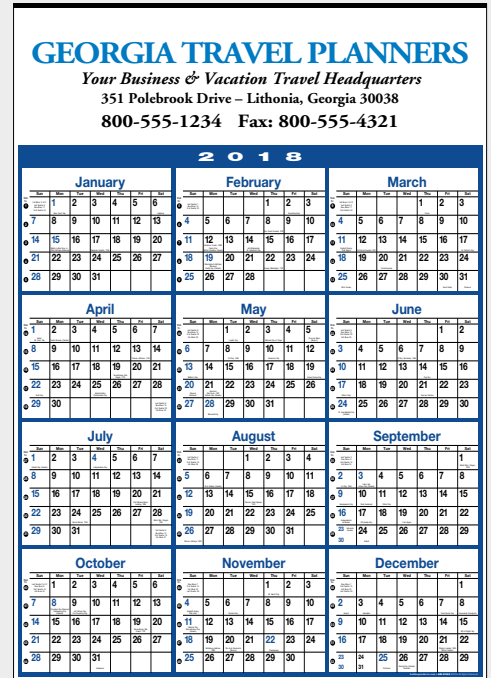 GEORGIA TRAVEL PLANNERS
Your Business & Vacation Travel Headquarters
351 Polebrook Drive – Lithonia, Georgia 30038
800-555-1234 Fax: 800-555-4321
2018
January February March
Sun Mon Tue Wed Thu Fri Sat Sun Mon Tue Wed Thu Fri Sat Sun Mon Tue Wed Thu Fri Sat
1 2 3 4 5 6 1 2 3 1 2 3
7 8 9 10 11 12 13 4 5 6 7 8 9 10 4 5 6 7 8 9 10
14 15 16 17 18 19 20 11 12 13 14 15 16 17 11 12 13 14 15 16 17
21 22 23 24 25 26 27 18 19 20 21 22 23 24 18 19 20 21 22 23 24
28 29 30 31 25 26 27 28 25 26 27 28 29 30 31
April May June
Sun Mon Tue Wed Thu Fri Sat Sun Mon Tue Wed Thu Fri Sat Sun Mon Tue Wed Thu Fri Sat
1 2 3 4 5 6 7 1 2 3 4 5 1 2
8 9 10 11 12 13 14 6 7 8 9 10 11 12 3 4 5 6 7 8 9
15 16 17 18 19 20 21 13 14 15 16 17 18 19 10 11 12 13 14 15 16
22 23 24 25 26 27 28 20 21 22 23 24 25 26 17 18 19 20 21 22 23
29 30 27 28 29 30 31 24 25 26 27 28 29 30
July August September
Sun Mon Tue Wed Thu Fri Sat Sun Mon Tue Wed Thu Fri Sat Sun Mon Tue Wed Thu Fri Sat
1 2 3 4 5 6 7 1 2 3 4 1
8 9 10 11 12 13 14 5 6 7 8 9 10 11 2 3 4 5 6 7 8
15 16 17 18 19 20 21 12 13 14 15 16 17 18 9 10 11 12 13 14 15
22 23 24 25 26 27 28 19 20 21 22 23 24 25 16 17 18 19 20 21 22
29 30 31 26 27 28 29 30 31 23 24 25 26 27 28 29
30
October November December
Sun Mon Tue Wed Thu Fri Sat Sun Mon Tue Wed Thu Fri Sat Sun Mon Tue Wed Thu Fri Sat
1 2 3 4 5 6 1 2 3 1
7 8 9 10 11 12 13 4 5 6 7 8 9 10 2 3 4 5 6 7 8
14 15 16 17 18 19 20 11 12 13 14 15 16 17 9 10 11 12 13 14 15
21 22 23 24 25 26 27 18 19 20 21 22 23 24 16 17 18 19 20 21 22
28 29 30 31 25 26 27 28 29 30 23 24 25 26 27 28 29
30 31